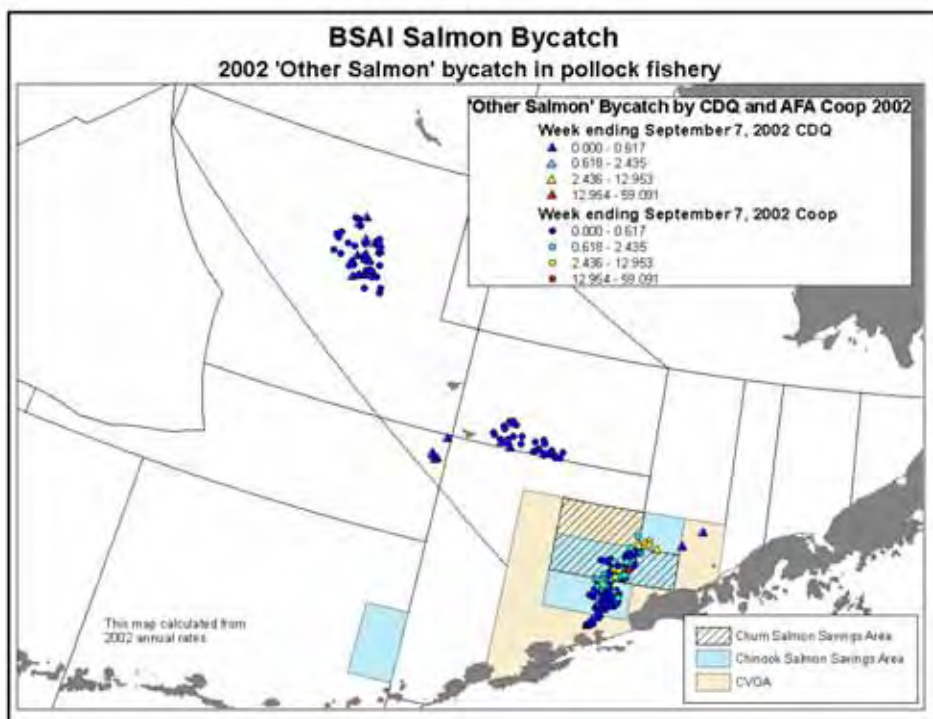 BSAI Salmon Bycatch
2002 'Other Salmon' bycatch in pollock fishery
'Other Salmon' Bycatch by CDQ and AFA Coop 2002
Week ending September 7, 2002 CDQ
0.000 - 0.617
0.618 - 2.435
2.436 - 12.953
12.954 - 59.091
Week ending September 7, 2002 Coop
0.000 - 0.617
0.618 - 2.435
2.436 - 12.953
12.954 - 59.091
This map calculated from
2002 annual rates
Chum Salmon Savings Area
Chinook Salmon Savings Area
CVOA